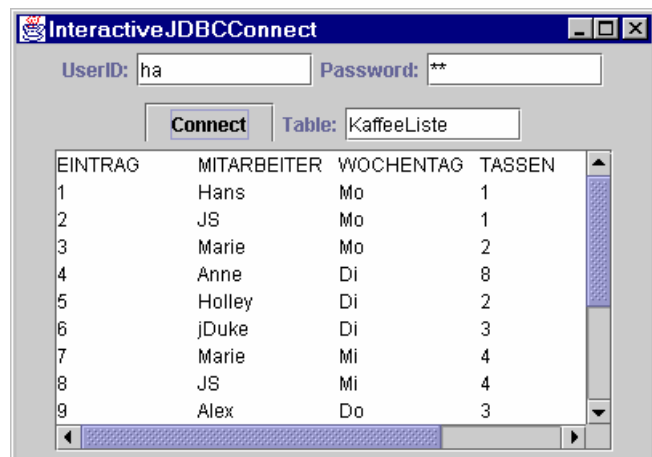 InteractiveJDBCConnect
UserID: ha Password: **
Connect Table: KaffeeListe
EINTRAG MITARBEITER WOCHENTAG TASSEN
1 Hans Mo 1
2 JS Mo 1
3 Marie Mo 2
4 Anne Di 8
5 Holley Di 2
6 jDuke Di 3
7 Marie Mi 4
8 JS Mi 4
9 Alex Do 3